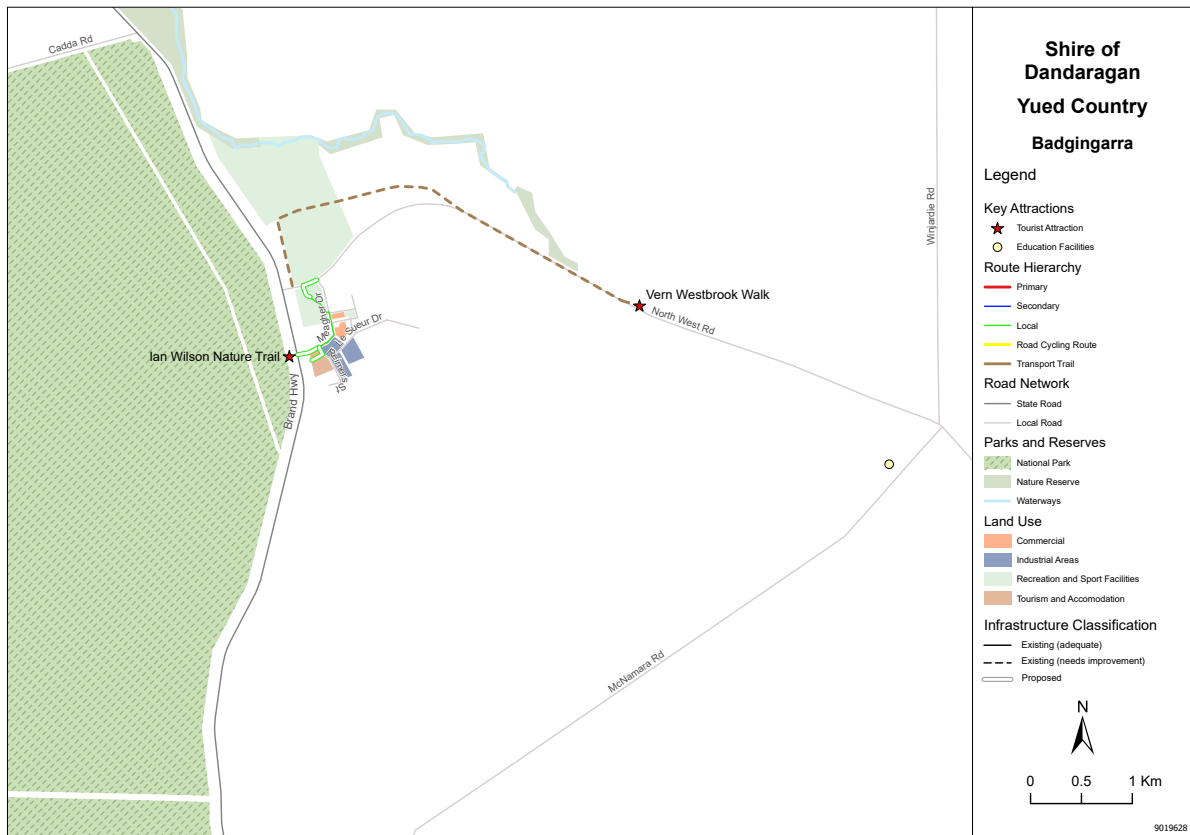 Cadda Rd
Winjardie Rd
Vern Westbrook Walk
North West Rd
Meagher Dr
Le Sueur Dr
Ian Wilson Nature Trail
Brand Hwy
McNamara Rd
Shire of
Dandaragan
Yued Country
Badgingarra
Legend
Key Attractions
Tourist Attraction
Education Facilities
Route Hierarchy
Primary
Secondary
Local
Road Cycling Route
Transport Trail
Road Network
State Road
Local Road
Parks and Reserves
National Park
Nature Reserve
Waterways
Land Use
Commercial
Industrial Areas
Recreation and Sport Facilities
Tourism and Accomodation
Infrastructure Classification
Existing (adequate)
Existing (needs improvement)
Proposed
N
0 0.5 1 Km
9019628